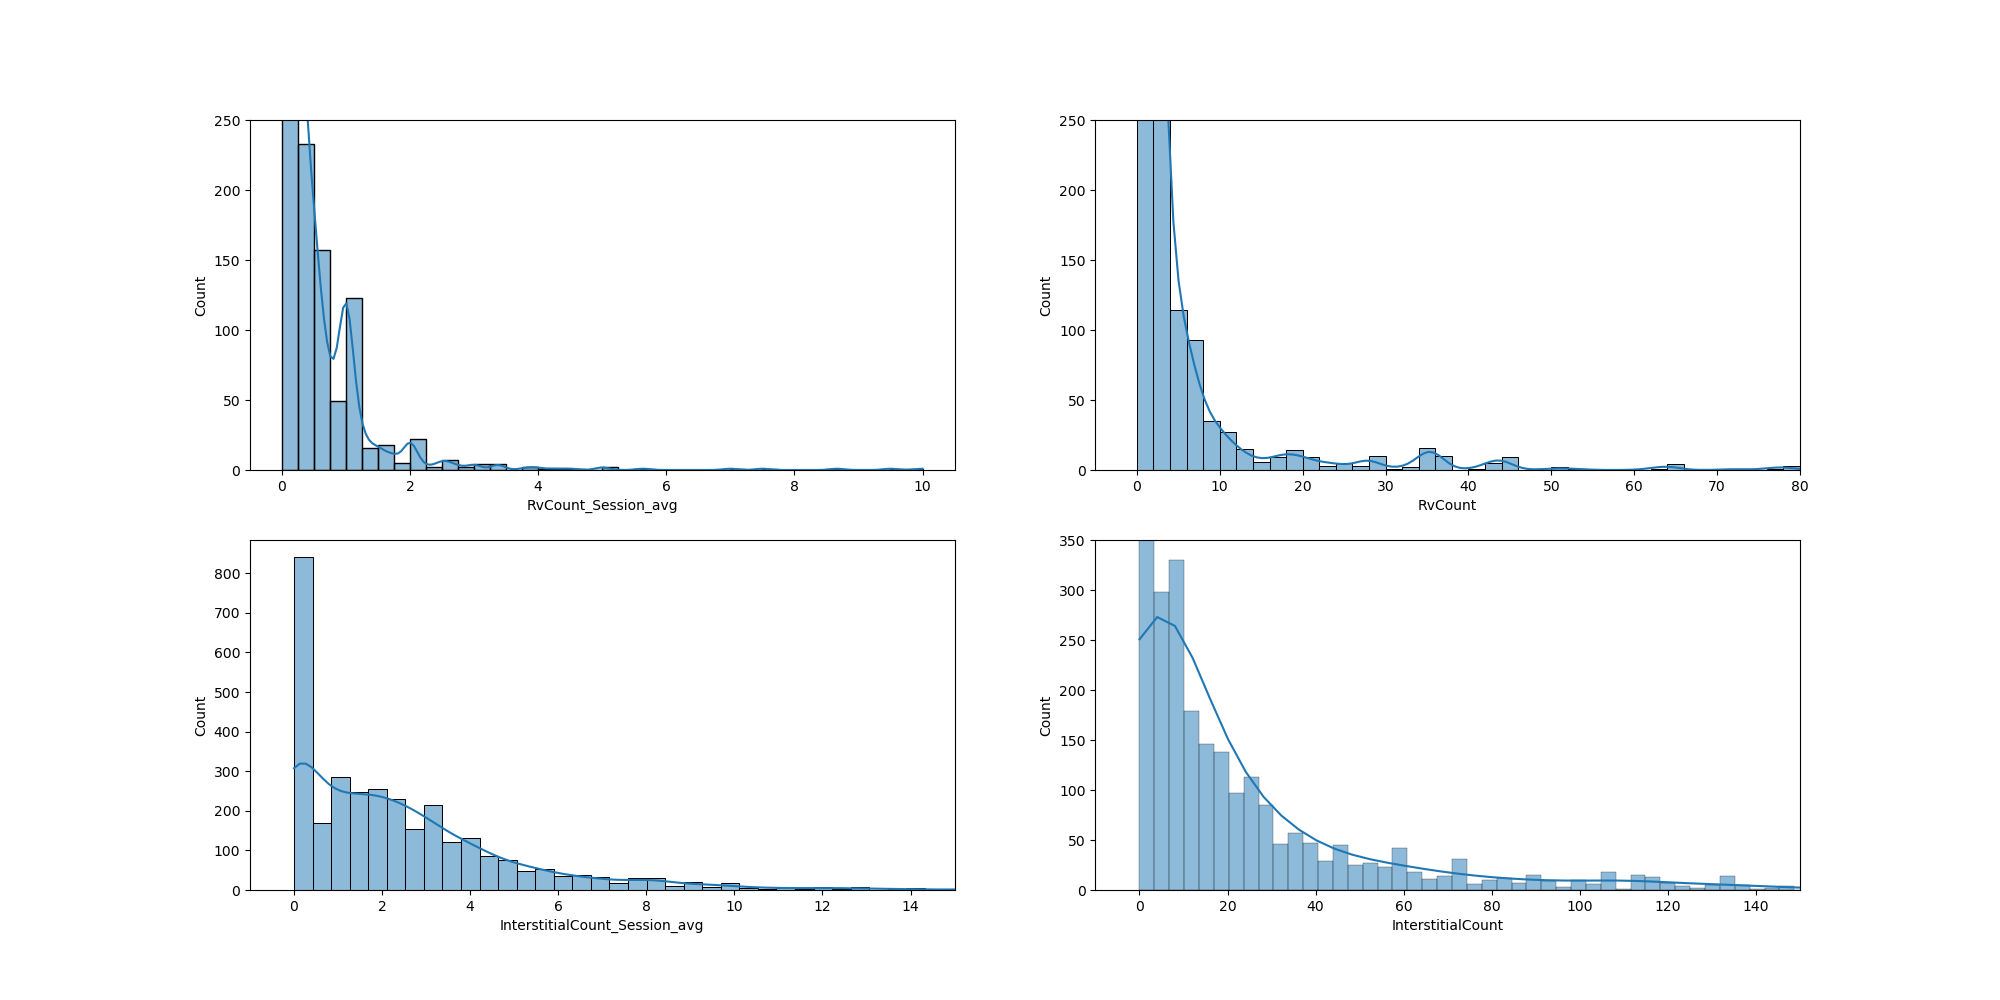 250
200
150
100
50
0
Count
0 2 4 6 8 10
RvCount_Session_avg
250
200
150
100
50
0
Count
0 10 20 30 40 50 60 70 80
RvCount
800
700
600
500
400
300
200
100
0
Count
0 2 4 6 8 10 12 14
InterstitialCount_Session_avg
350
300
250
200
150
100
50
0
Count
0 20 40 60 80 100 120 140
InterstitialCount